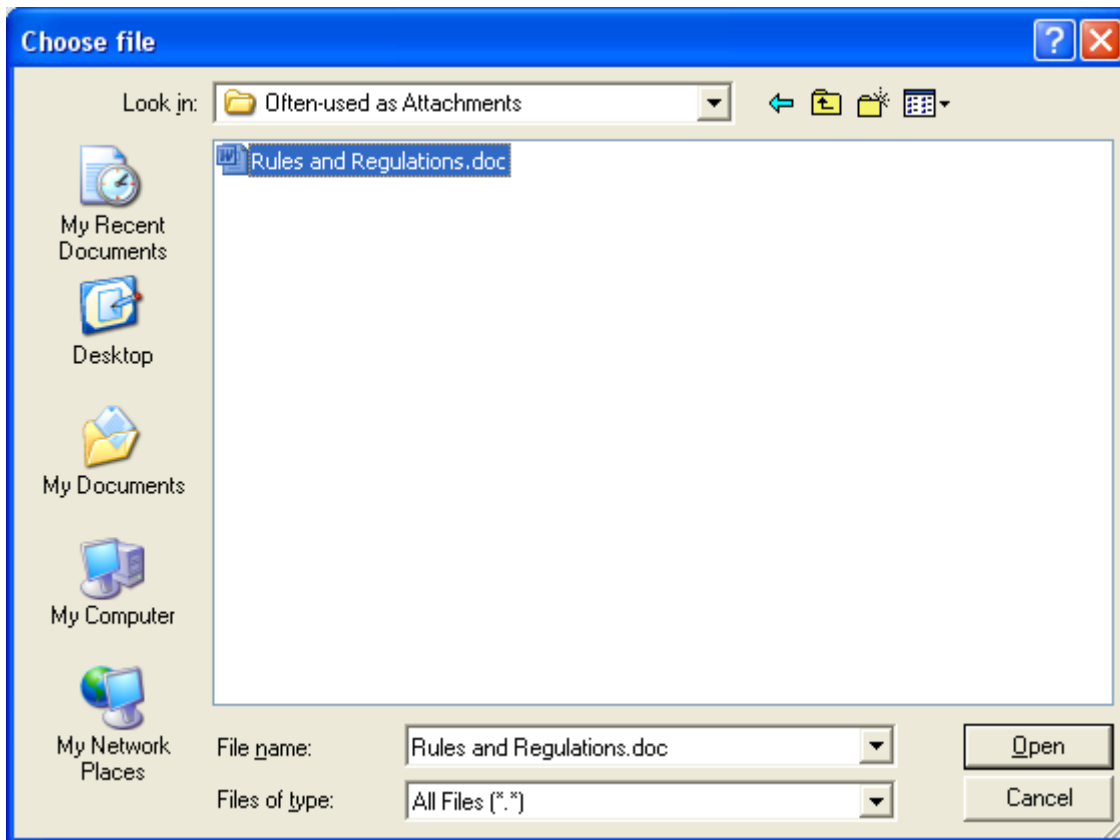 Choose file
Look in:
Often-used as Attachments
Rules and Regulations.doc
My Recent
Documents
Desktop
My Documents
My Computer
My Network
Places
File name:
Rules and Regulations.doc
Open
Files of type:
All Files (*.*)
Cancel